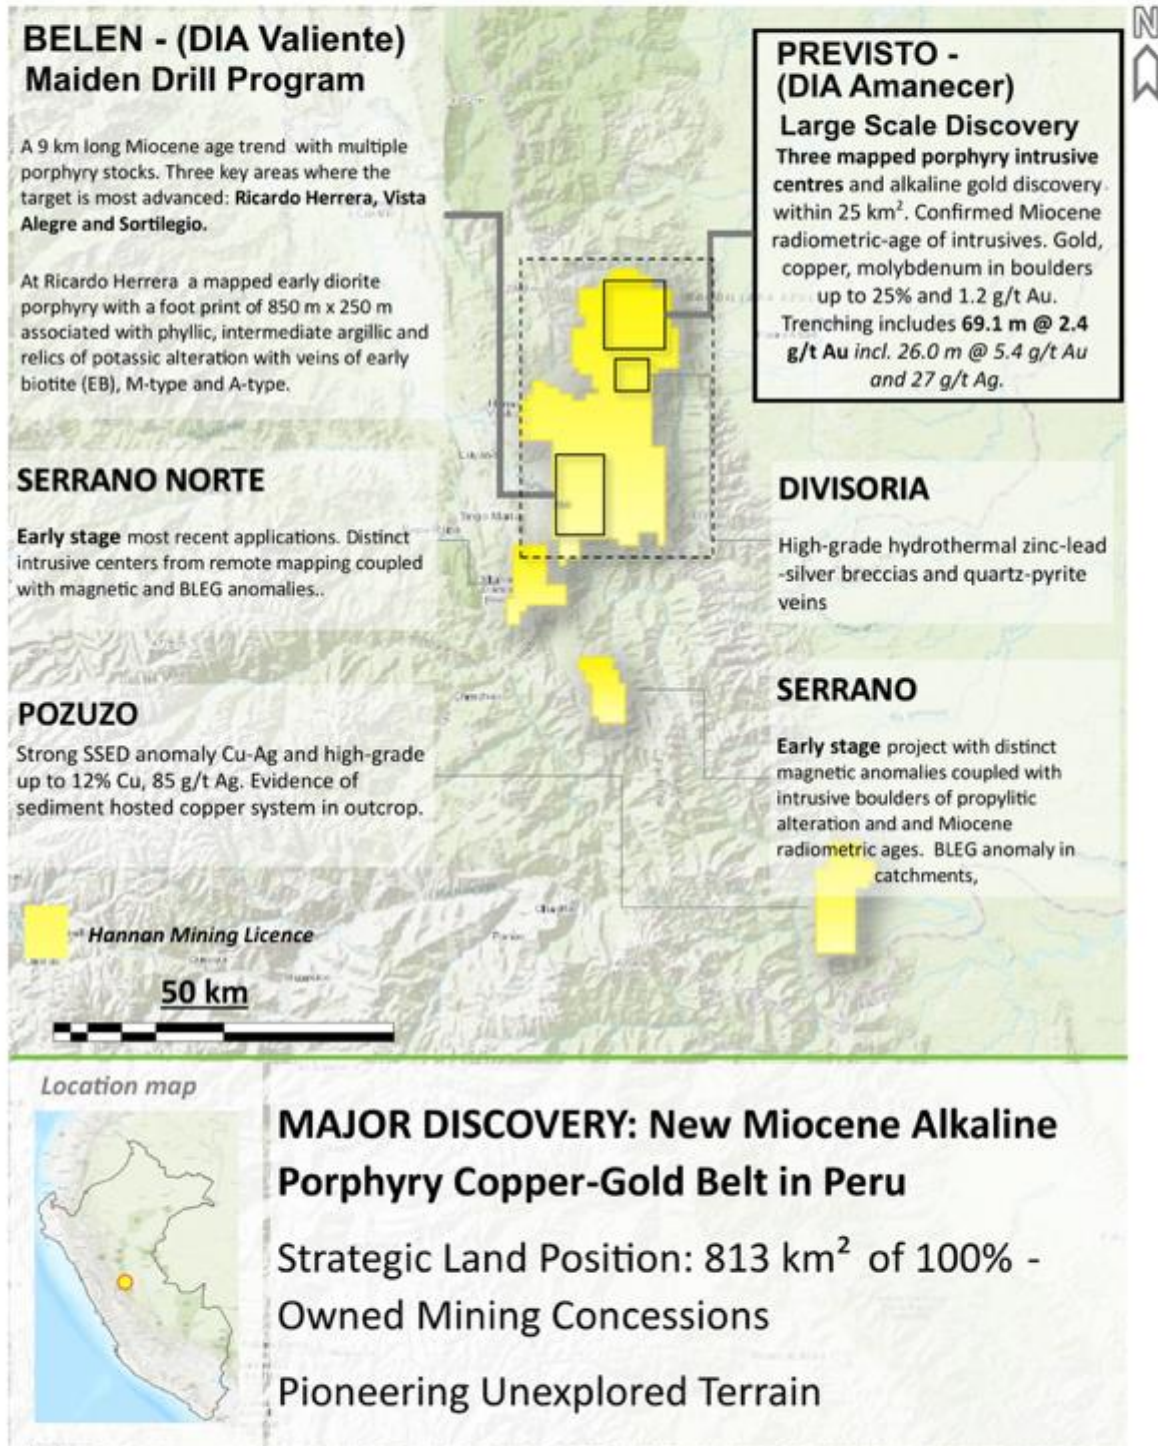 BELEN - (DIA Valiente)
Maiden Drill Program
A 9 km long Miocene age trend with multiple
porphyry stocks. Three key areas where the
target is most advanced: Ricardo Herrera, Vista
Alegre and Sortilegio.
At Ricardo Herrera a mapped early diorite
porphyry with a foot print of 850 m x 250 m
associated with phyllic, intermediate argillic and
relics of potassic alteration with veins of early
biotite (EB), M-type and A-type.
N
PREVISTO -
(DIA Amanecer)
Large Scale Discovery
Three mapped porphyry intrusive
centres and alkaline gold discovery
within 25 km². Confirmed Miocene
radiometric-age of intrusives. Gold,
copper, molybdenum in boulders
up to 25% and 1.2 g/t Au.
Trenching includes 69.1 m @ 2.4
g/t Au incl. 26.0 m @ 5.4 g/t Au
and 27 g/t Ag.
SERRANO NORTE
Early stage most recent applications. Distinct
intrusive centers from remote mapping coupled
with magnetic and BLEG anomalies..
DIVISORIA
High-grade hydrothermal zinc-lead
-silver breccias and quartz-pyrite
veins
POZUZO
Strong SSED anomaly Cu-Ag and high-grade
up to 12% Cu, 85 g/t Ag. Evidence of
sediment hosted copper system in outcrop.
SERRANO
Early stage project with distinct
magnetic anomalies coupled with
intrusive boulders of propylitic
alteration and and Miocene
radiometric ages. BLEG anomaly in
catchments,
Hannan Mining Licence
50 km
Location map
MAJOR DISCOVERY: New Miocene Alkaline
Porphyry Copper-Gold Belt in Peru
Strategic Land Position: 813 km² of 100% -
Owned Mining Concessions
Pioneering Unexplored Terrain